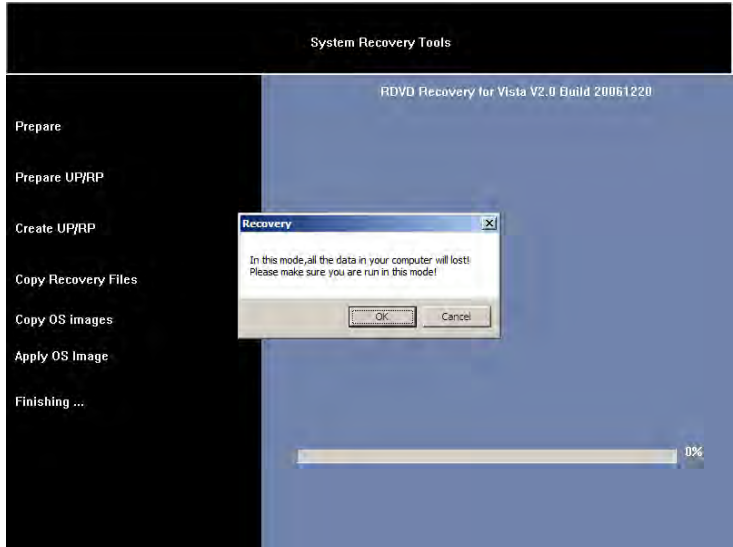 System Recovery Tools
RDVD Recovery for Vista V2.0 Build 20061220
Prepare
Prepare UP/RP
Create UP/RP
Copy Recovery Files
Copy OS images
Apply OS Image
Finishing ...
Recovery
In this mode,all the data in your computer will lost!
Please make sure you are run in this mode!
OK
Cancel
0%